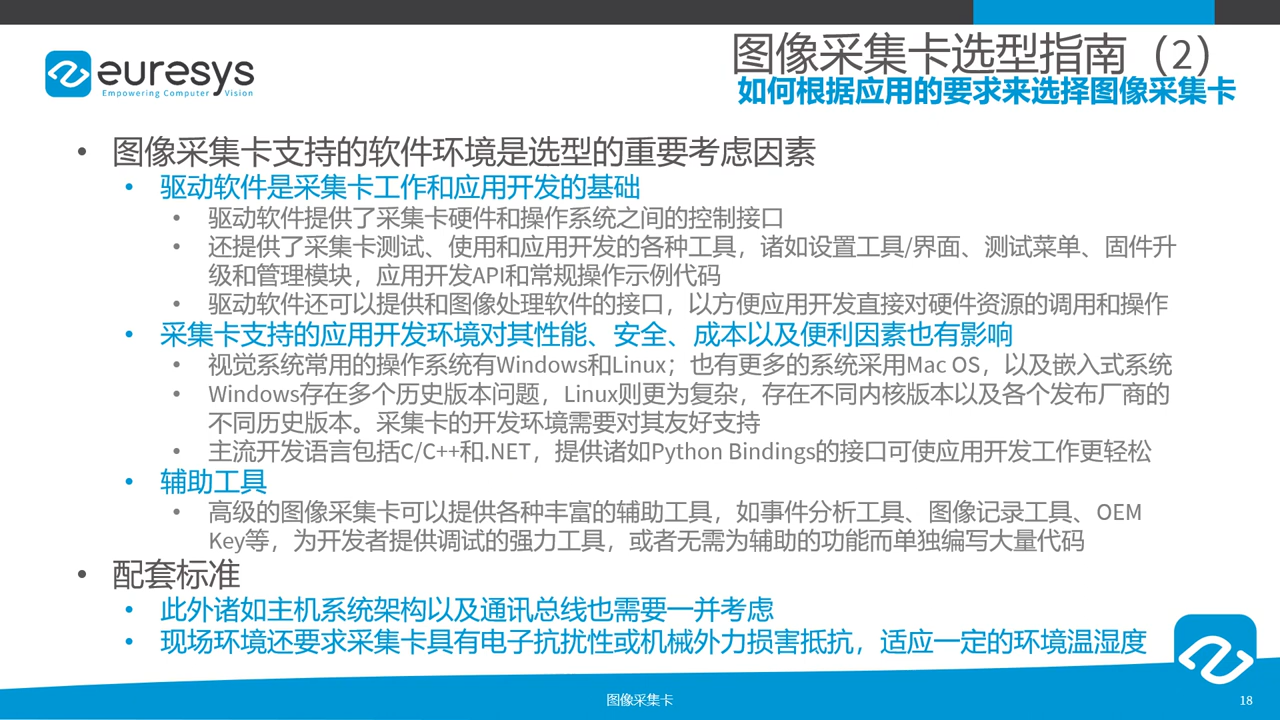 euresys
Empowering Computer Vision
图像采集卡选型指南（2）
如何根据应用的要求来选择图像采集卡
• 图像采集卡支持的软件环境是选型的重要考虑因素
• 驱动软件是采集卡工作和应用开发的基础
• 驱动软件提供了采集卡硬件和操作系统之间的控制接口
• 还提供了采集卡测试、使用和应用开发的各种工具，诸如设置工具/界面、测试菜单、固件升
级和管理模块，应用开发API和常规操作示例代码
• 驱动软件还可以提供和图像处理软件的接口，以方便应用开发直接对硬件资源的调用和操作
• 采集卡支持的应用开发环境对其性能、安全、成本以及便利因素也有影响
• 视觉系统常用的操作系统有Windows和Linux；也有更多的系统采用Mac OS，以及嵌入式系统
• Windows存在多个历史版本问题，Linux则更为复杂，存在不同内核版本以及各个发布厂商的
不同历史版本。采集卡的开发环境需要对其友好支持
• 主流开发语言包括C/C++和.NET，提供诸如Python Bindings的接口可使应用开发工作更轻松
• 辅助工具
• 高级的图像采集卡可以提供各种丰富的辅助工具，如事件分析工具、图像记录工具、OEM
Key等，为开发者提供调试的强力工具，或者无需为辅助的功能而单独编写大量代码
• 配套标准
• 此外诸如主机系统架构以及通讯总线也需要一并考虑
• 现场环境还要求采集卡具有电子抗扰性或机械外力损害抵抗，适应一定的环境温湿度
图像采集卡
18